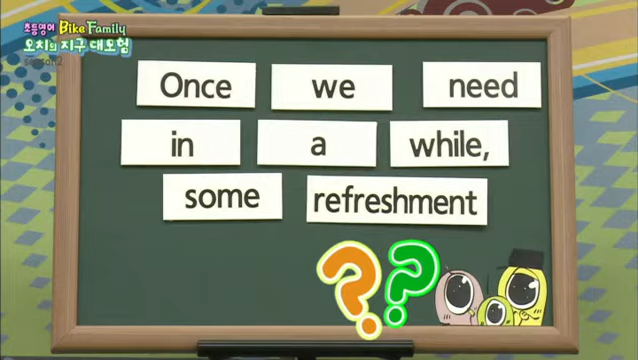 초등영어 Bike Family
오치의 지구 대모험
season2
Once we need
in a while,
some refreshment
??